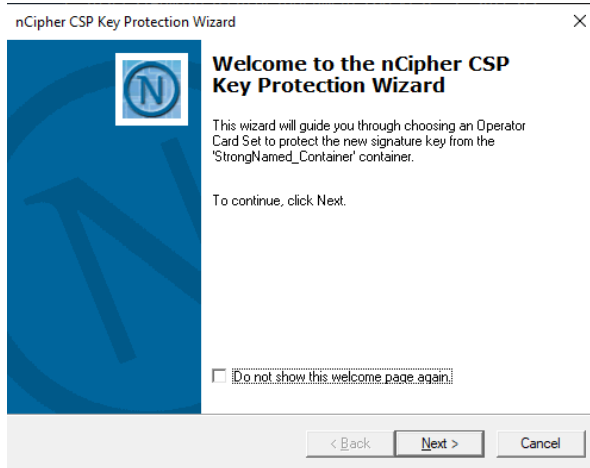 nCipher CSP Key Protection Wizard
N
Welcome to the nCipher CSP
Key Protection Wizard
This wizard will guide you through choosing an Operator
Card Set to protect the new signature key from the
'StrongNamed_Container' container.
To continue, click Next.
Do not show this welcome page again.
< Back
Next >
Cancel